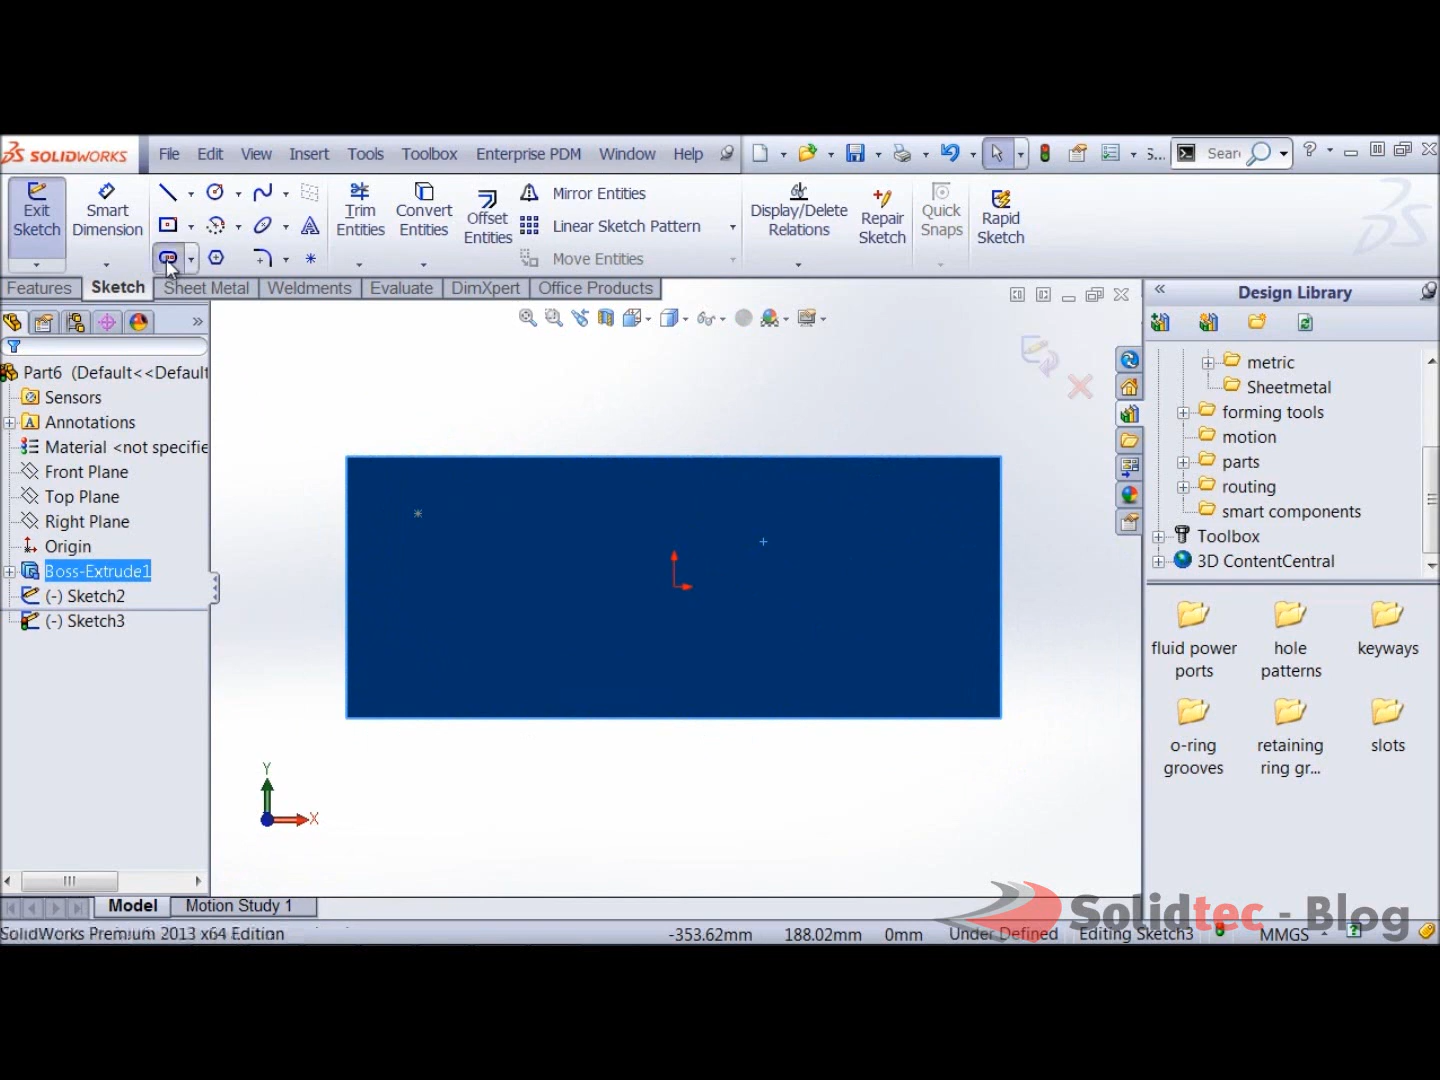 SOLIDWORKS File Edit View Insert Tools Toolbox Enterprise PDM Window Help S... Sear
Exit Sketch
Smart Dimension
Trim Entities
Convert Entities
Offset Entities
Mirror Entities
Linear Sketch Pattern
Move Entities
Display/Delete Relations
Repair Sketch
Quick Snaps
Rapid Sketch
Features Sketch Sheet Metal Weldments Evaluate DimXpert Office Products
Part6 (Default<<Default
Sensors
Annotations
Material <not specifie
Front Plane
Top Plane
Right Plane
Origin
Boss-Extrude1
(-) Sketch2
(-) Sketch3
Y
X
Design Library
metric
Sheetmetal
forming tools
motion
parts
routing
smart components
Toolbox
3D ContentCentral
fluid power ports
hole patterns
keyways
o-ring grooves
retaining ring gr...
slots
Model Motion Study 1
Solidtec - Blog
SolidWorks Premium 2013 x64 Edition -353.62mm 188.02mm 0mm Under Defined Editing Sketch3 MMGS